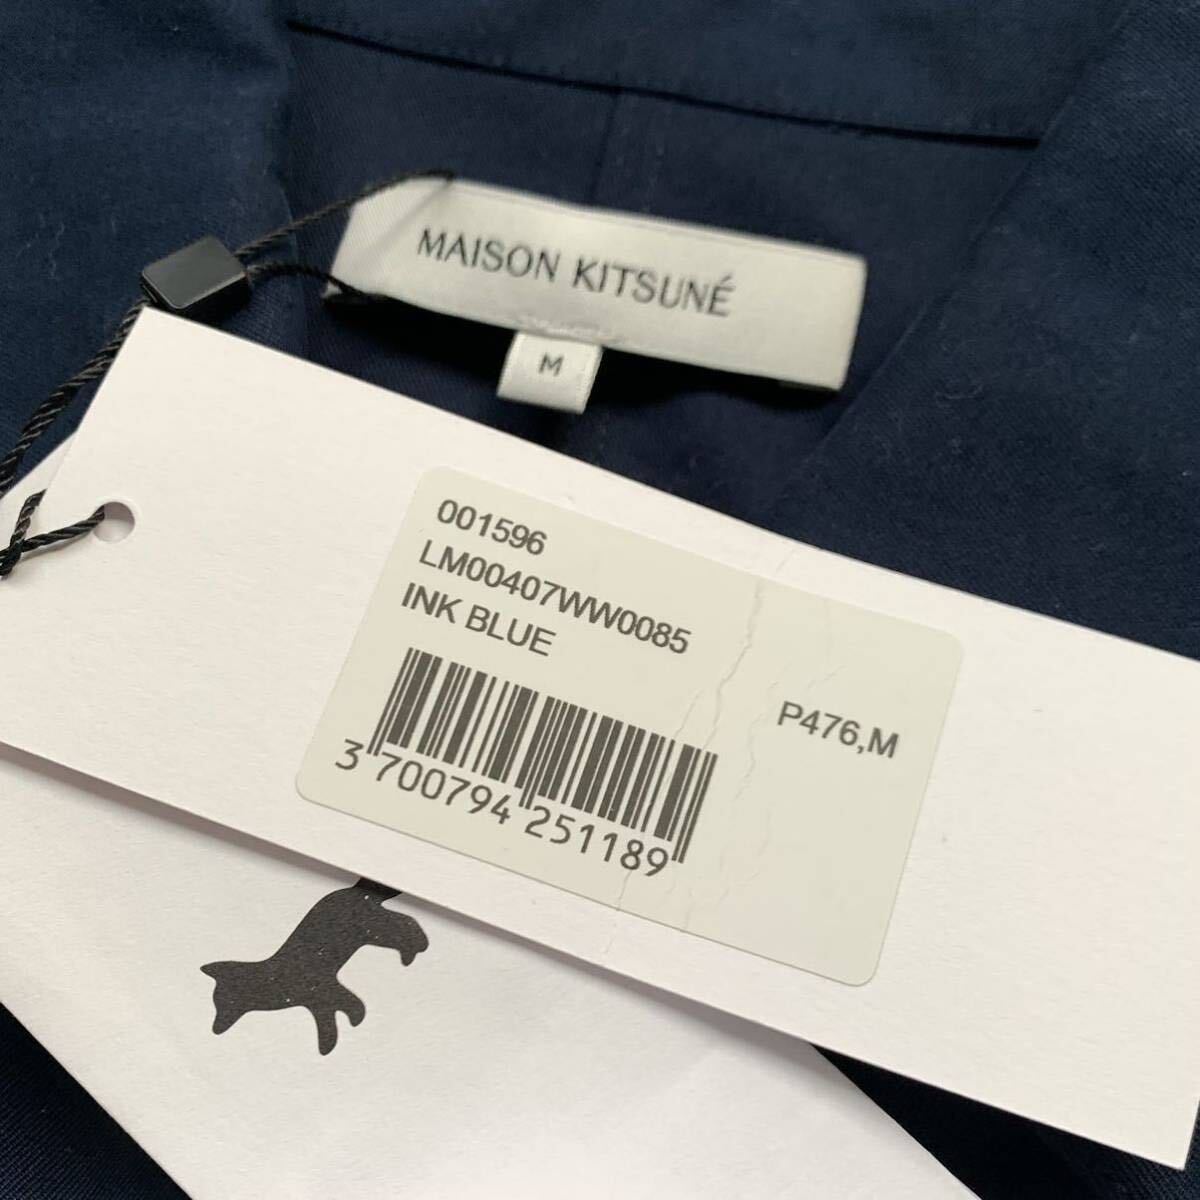 MAISON KITSUNÉ
M
001596
LM00407WW0085
INK BLUE
P476,M
3 700794 251189